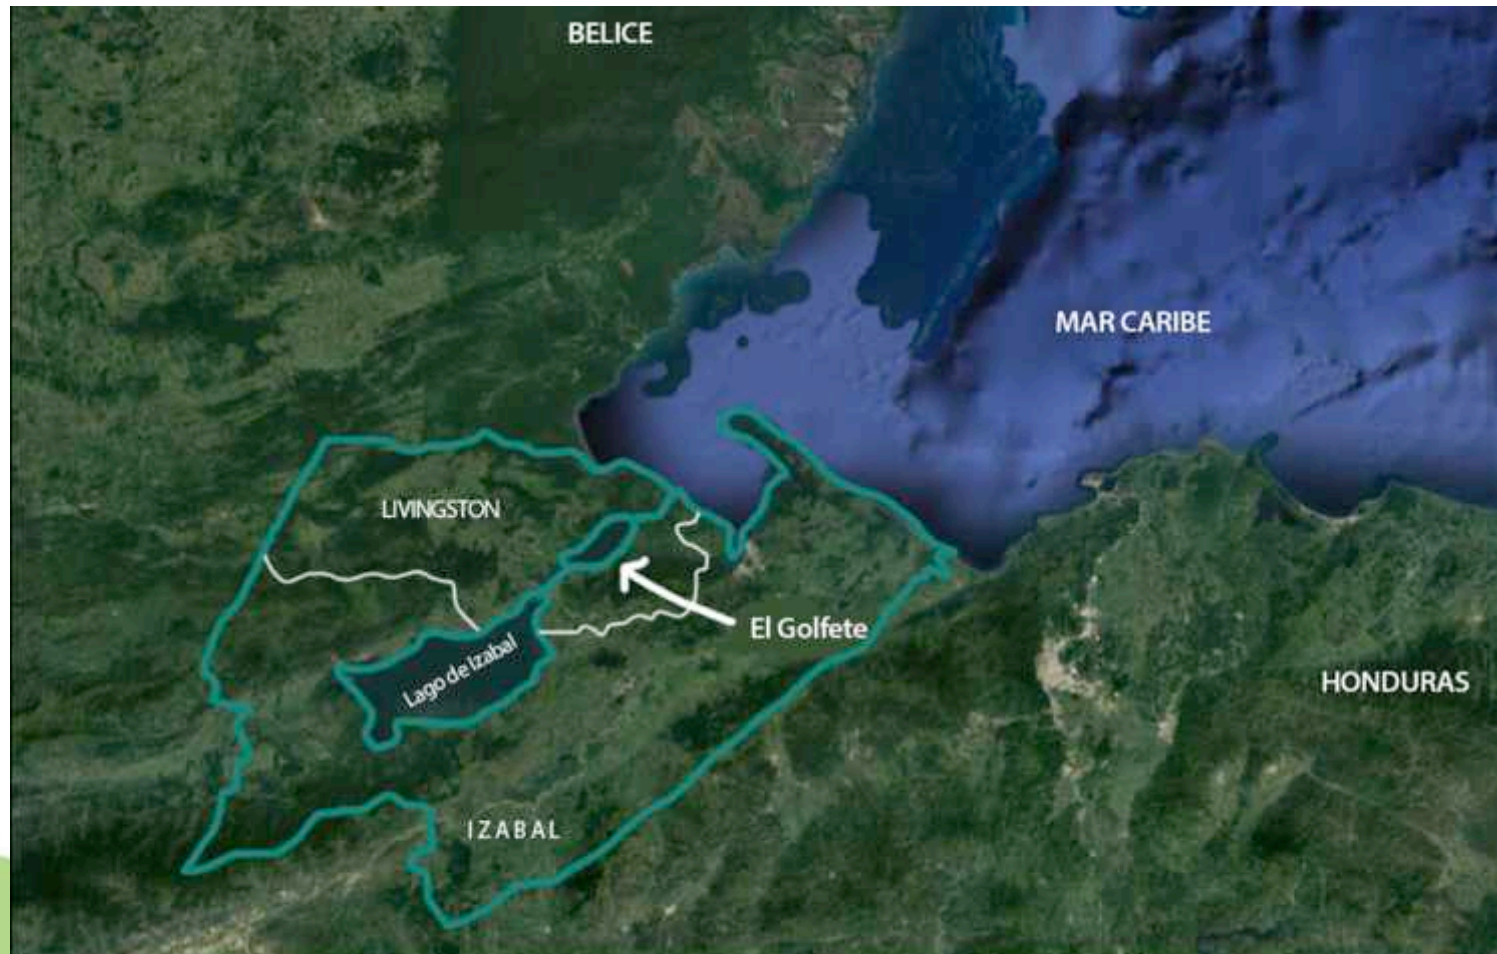 BELICE
MAR CARIBE
LIVINGSTON
El Golfete
Lago de Izabal
HONDURAS
IZABAL